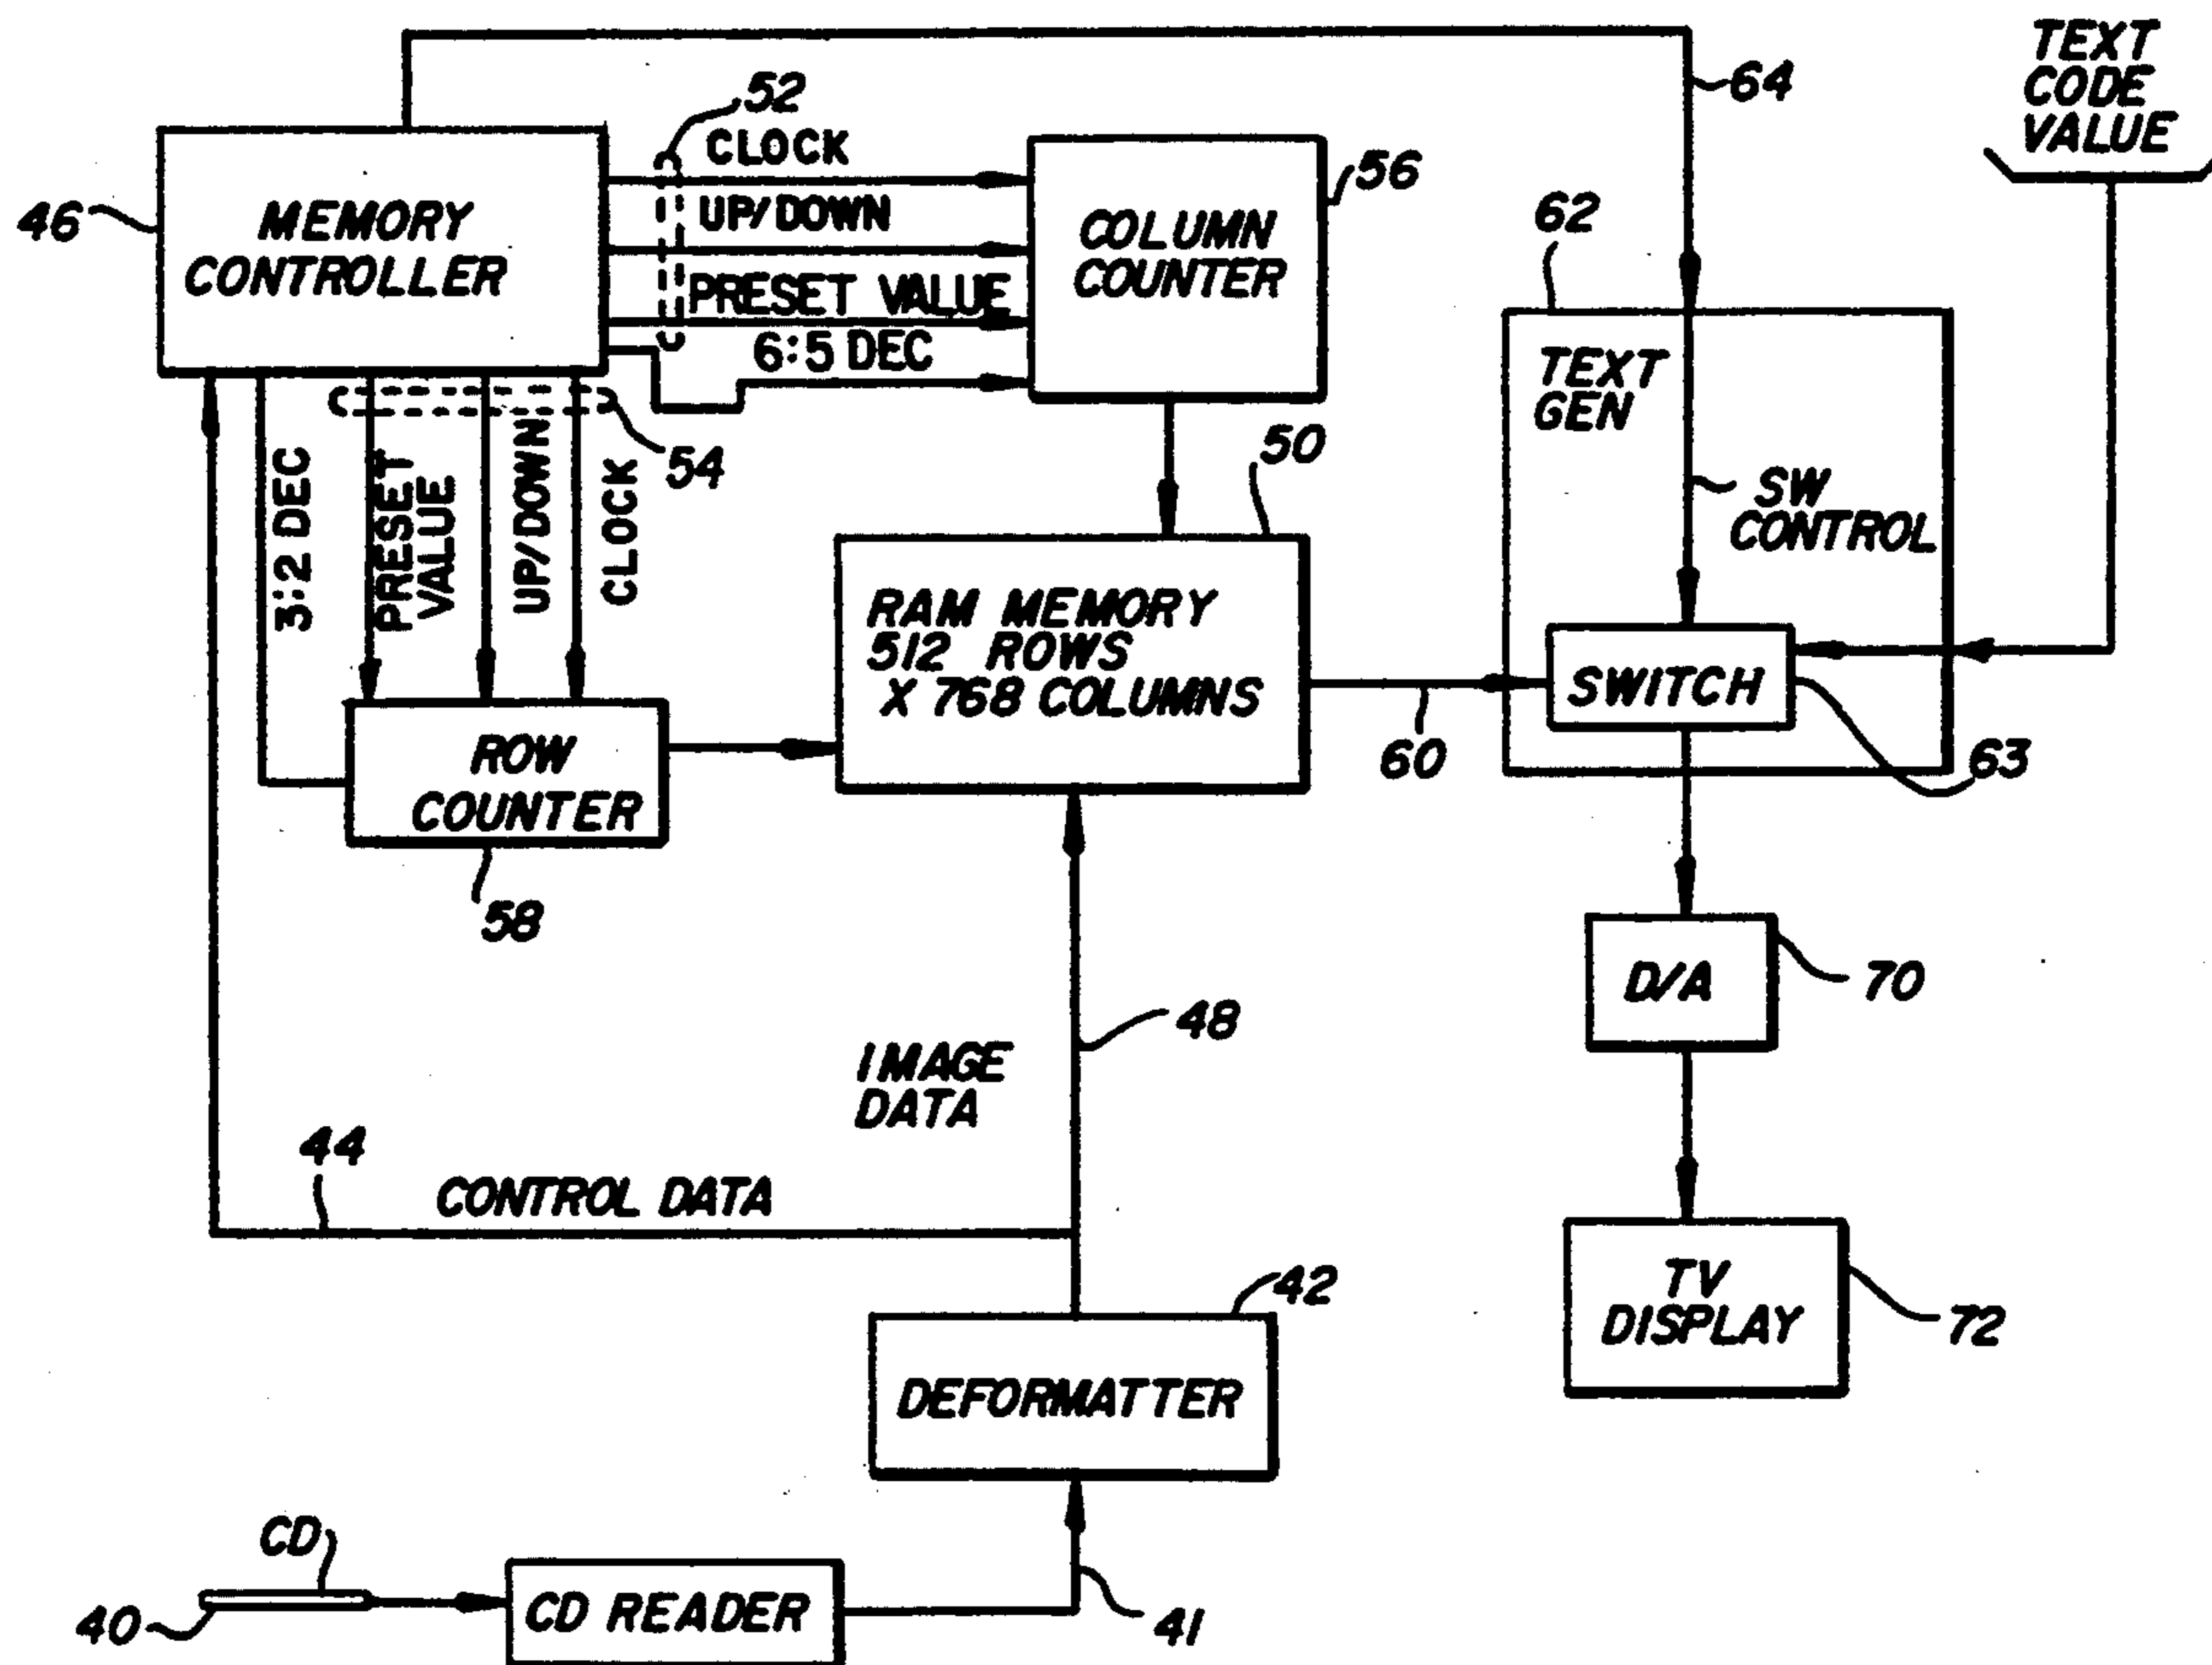 TEXT
CODE
VALUE
64
52
CLOCK
UP/DOWN
PRESET VALUE
6:5 DEC
46
MEMORY
CONTROLLER
COLUMN
COUNTER
56
62
TEXT
GEN
SW
CONTROL
SWITCH
63
54
3:2 DEC
PRESET
VALUE
UP/DOWN
CLOCK
50
RAM MEMORY
512 ROWS
X 768 COLUMNS
60
ROW
COUNTER
58
D/A
70
48
IMAGE
DATA
44
CONTROL DATA
TV
DISPLAY
72
42
DEFORMATTER
CD
40
CD READER
41